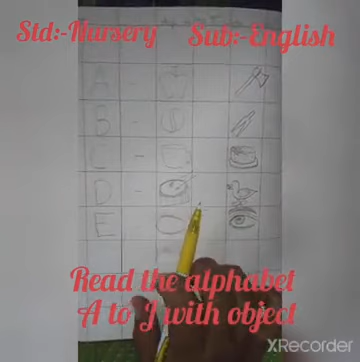 Std:-Nursery Sub:-English
A -
B -
C -
D -
E
Read the alphabet
A to J with object
XRecorder